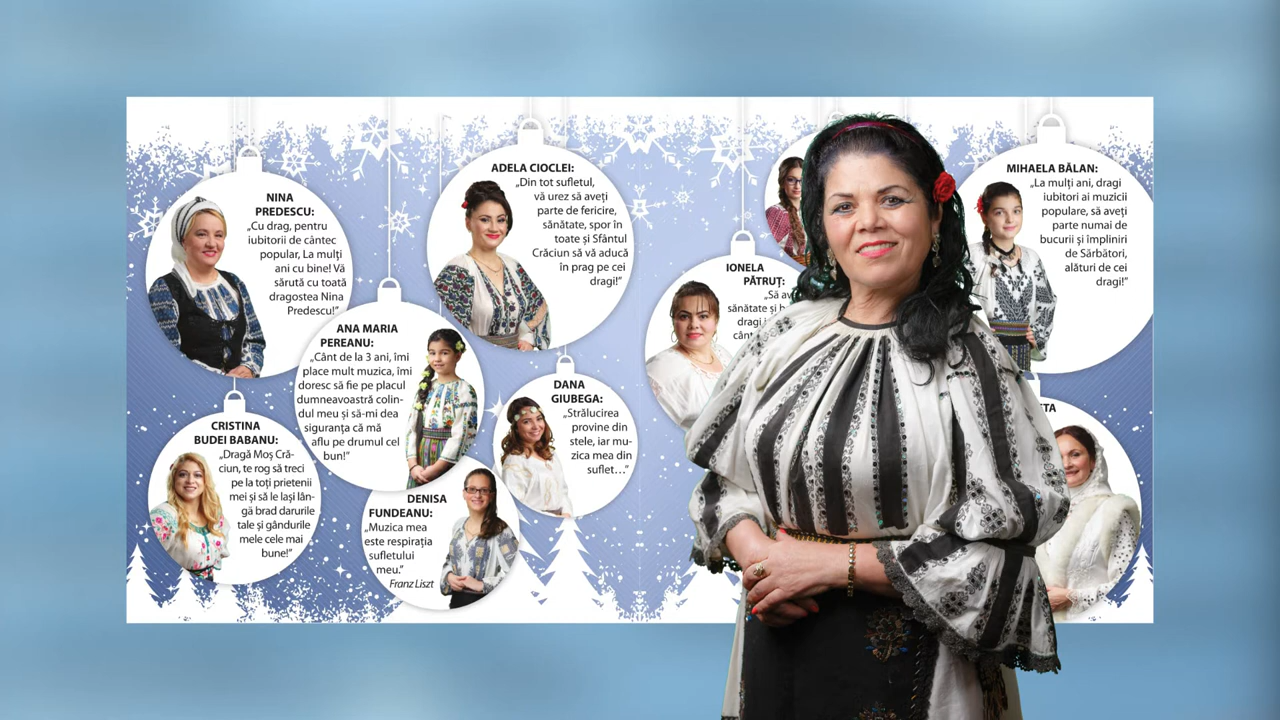 NINA
PREDESCU:
„Cu drag, pentru
iubitorii de cântec
popular, La mulți
ani cu bine! Vă
sărută cu toată
dragostea Nina
Predescu!”
ADELA CIOCLEI:
„Din tot sufletul,
vă urez să aveți
parte de fericire,
sănătate, spor în
toate și Sfântul
Crăciun să vă aducă
în prag pe cei
dragi!”
ANA MARIA
PEREANU:
„Cânt de la 3 ani, îmi
place mult muzica, îmi
doresc să fie pe placul
dumneavoastră colin-
dul meu și să-mi dea
siguranța că mă
aflu pe drumul cel
bun!”
CRISTINA
BUDEI BABANU:
„Dragă Moș Cră-
ciun, te rog să treci
pe la toți prietenii
mei și să le lași lân-
gă brad darurile
tale și gândurile
mele cele mai
bune!”
DENISA
FUNDEANU:
„Muzica mea
este respirația
sufletului
meu.”
Franz Liszt
DANA
GIUBEGA:
„Strălucirea
provine din
stele, iar mu-
zica mea din
suflet…”
IONELA
PĂTRUȚ:
„Să
sănătate și
dragi
MIHAELA BĂLAN:
„La mulți ani, dragi
iubitori ai muzicii
populare, să aveți
parte numai de
bucurii și împliniri
de Sărbători,
alături de cei
dragi!”